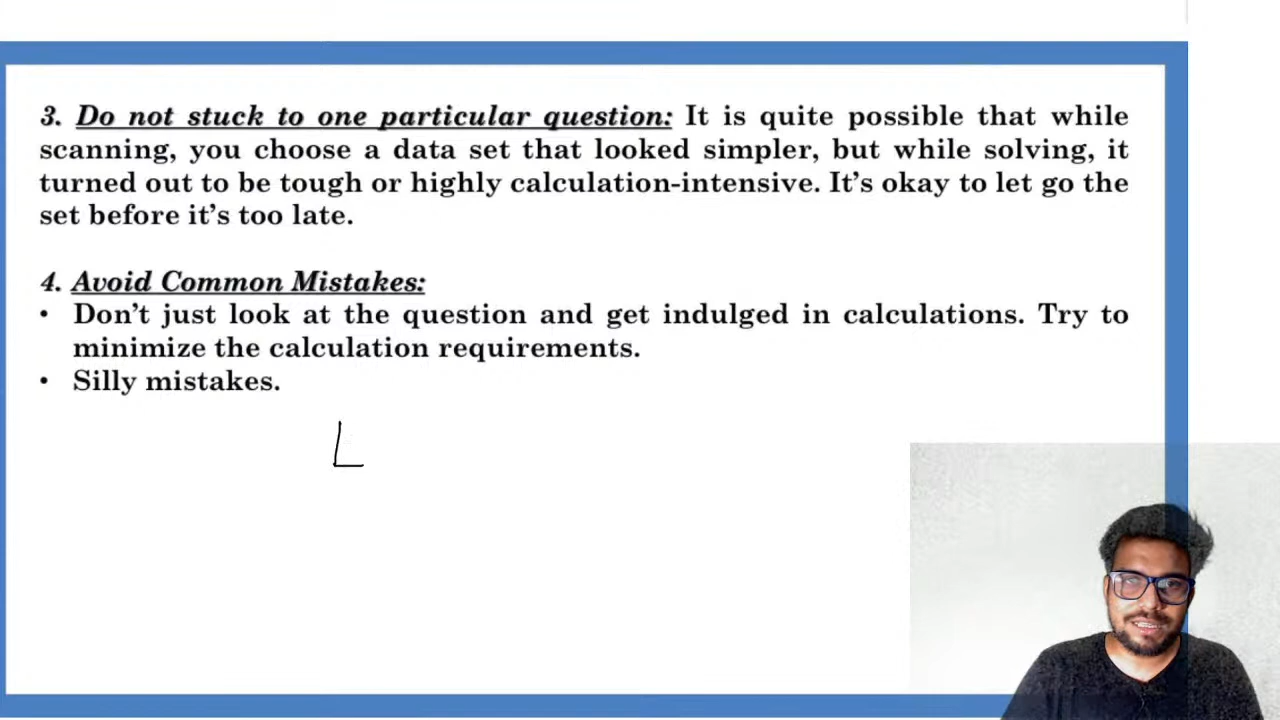 3. Do not stuck to one particular question: It is quite possible that while
scanning, you choose a data set that looked simpler, but while solving, it
turned out to be tough or highly calculation-intensive. It’s okay to let go the
set before it’s too late.
4. Avoid Common Mistakes:
• Don’t just look at the question and get indulged in calculations. Try to
minimize the calculation requirements.
• Silly mistakes.
L